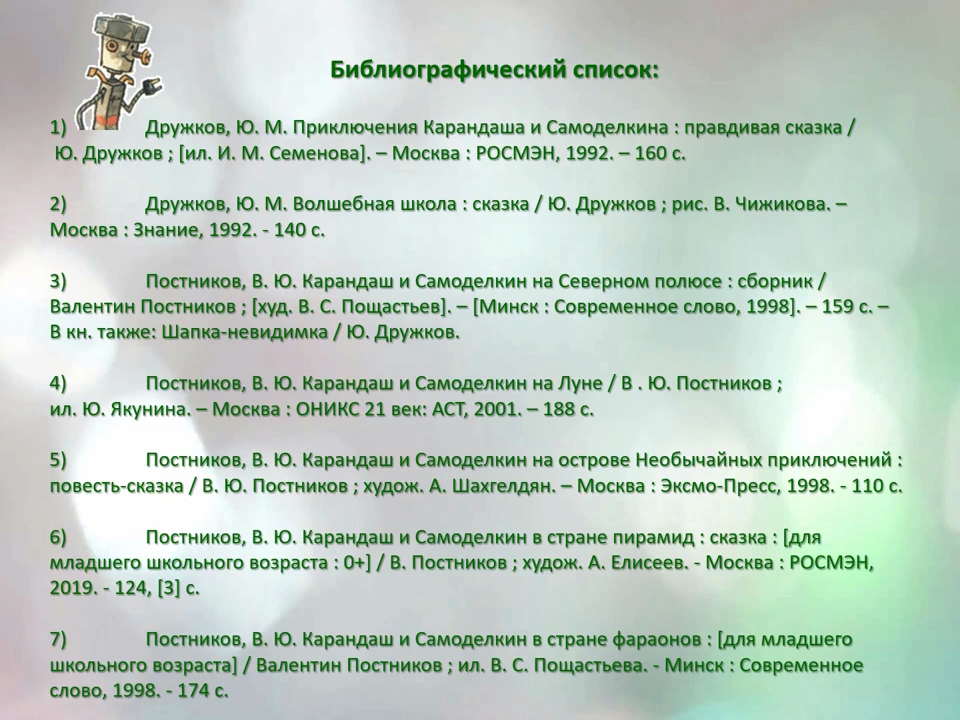 Библиографический список:
1) Дружков, Ю. М. Приключения Карандаша и Самоделкина : правдивая сказка /
Ю. Дружков ; [ил. И. М. Семенова]. – Москва : РОСМЭН, 1992. – 160 с.
2) Дружков, Ю. М. Волшебная школа : сказка / Ю. Дружков ; рис. В. Чижикова. –
Москва : Знание, 1992. - 140 с.
3) Постников, В. Ю. Карандаш и Самоделкин на Северном полюсе : сборник /
Валентин Постников ; [худ. В. С. Пощастьев]. – [Минск : Современное слово, 1998]. – 159 с. –
В кн. также: Шапка-невидимка / Ю. Дружков.
4) Постников, В. Ю. Карандаш и Самоделкин на Луне / В . Ю. Постников ;
ил. Ю. Якунина. – Москва : ОНИКС 21 век: АСТ, 2001. – 188 с.
5) Постников, В. Ю. Карандаш и Самоделкин на острове Необычайных приключений :
повесть-сказка / В. Ю. Постников ; худож. А. Шахгелдян. – Москва : Эксмо-Пресс, 1998. - 110 с.
6) Постников, В. Ю. Карандаш и Самоделкин в стране пирамид : сказка : [для
младшего школьного возраста : 0+] / В. Постников ; худож. А. Елисеев. - Москва : РОСМЭН,
2019. - 124, [3] с.
7) Постников, В. Ю. Карандаш и Самоделкин в стране фараонов : [для младшего
школьного возраста] / Валентин Постников ; ил. В. С. Пощастьева. - Минск : Современное
слово, 1998. - 174 с.